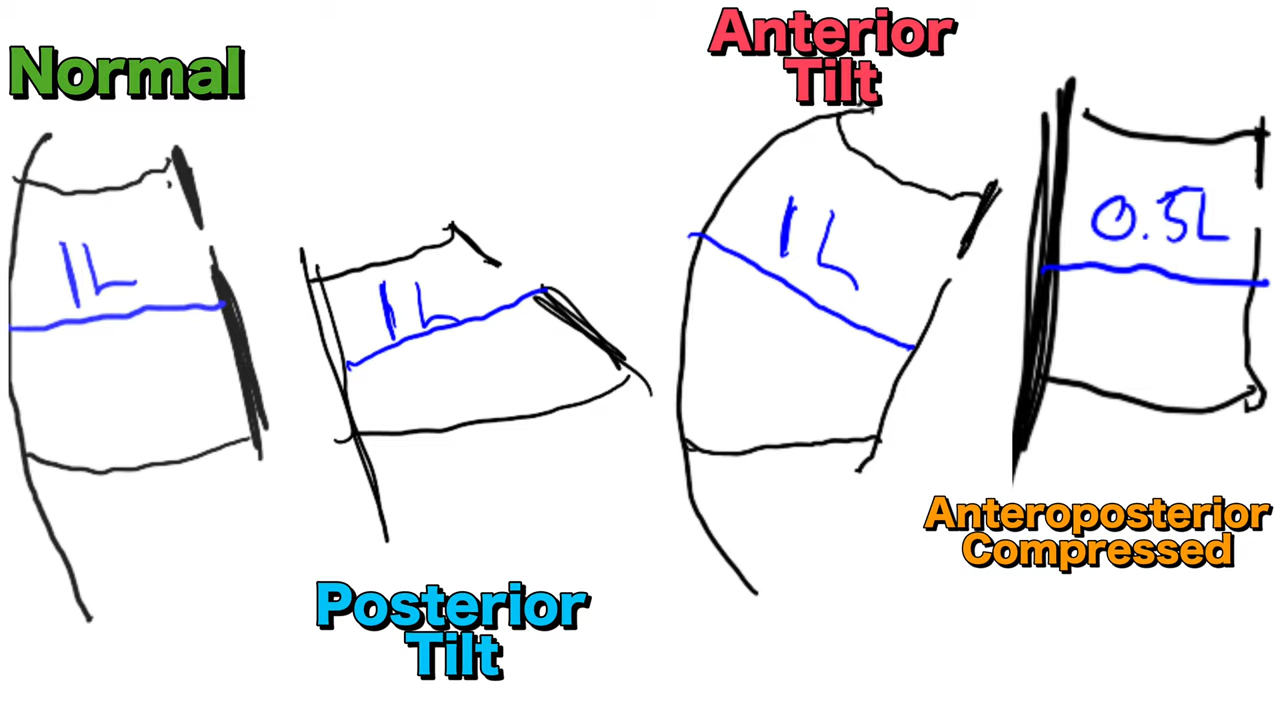 Normal
1L
Posterior
Tilt
1L
Anterior
Tilt
1L
Anteroposterior
Compressed
0.5L